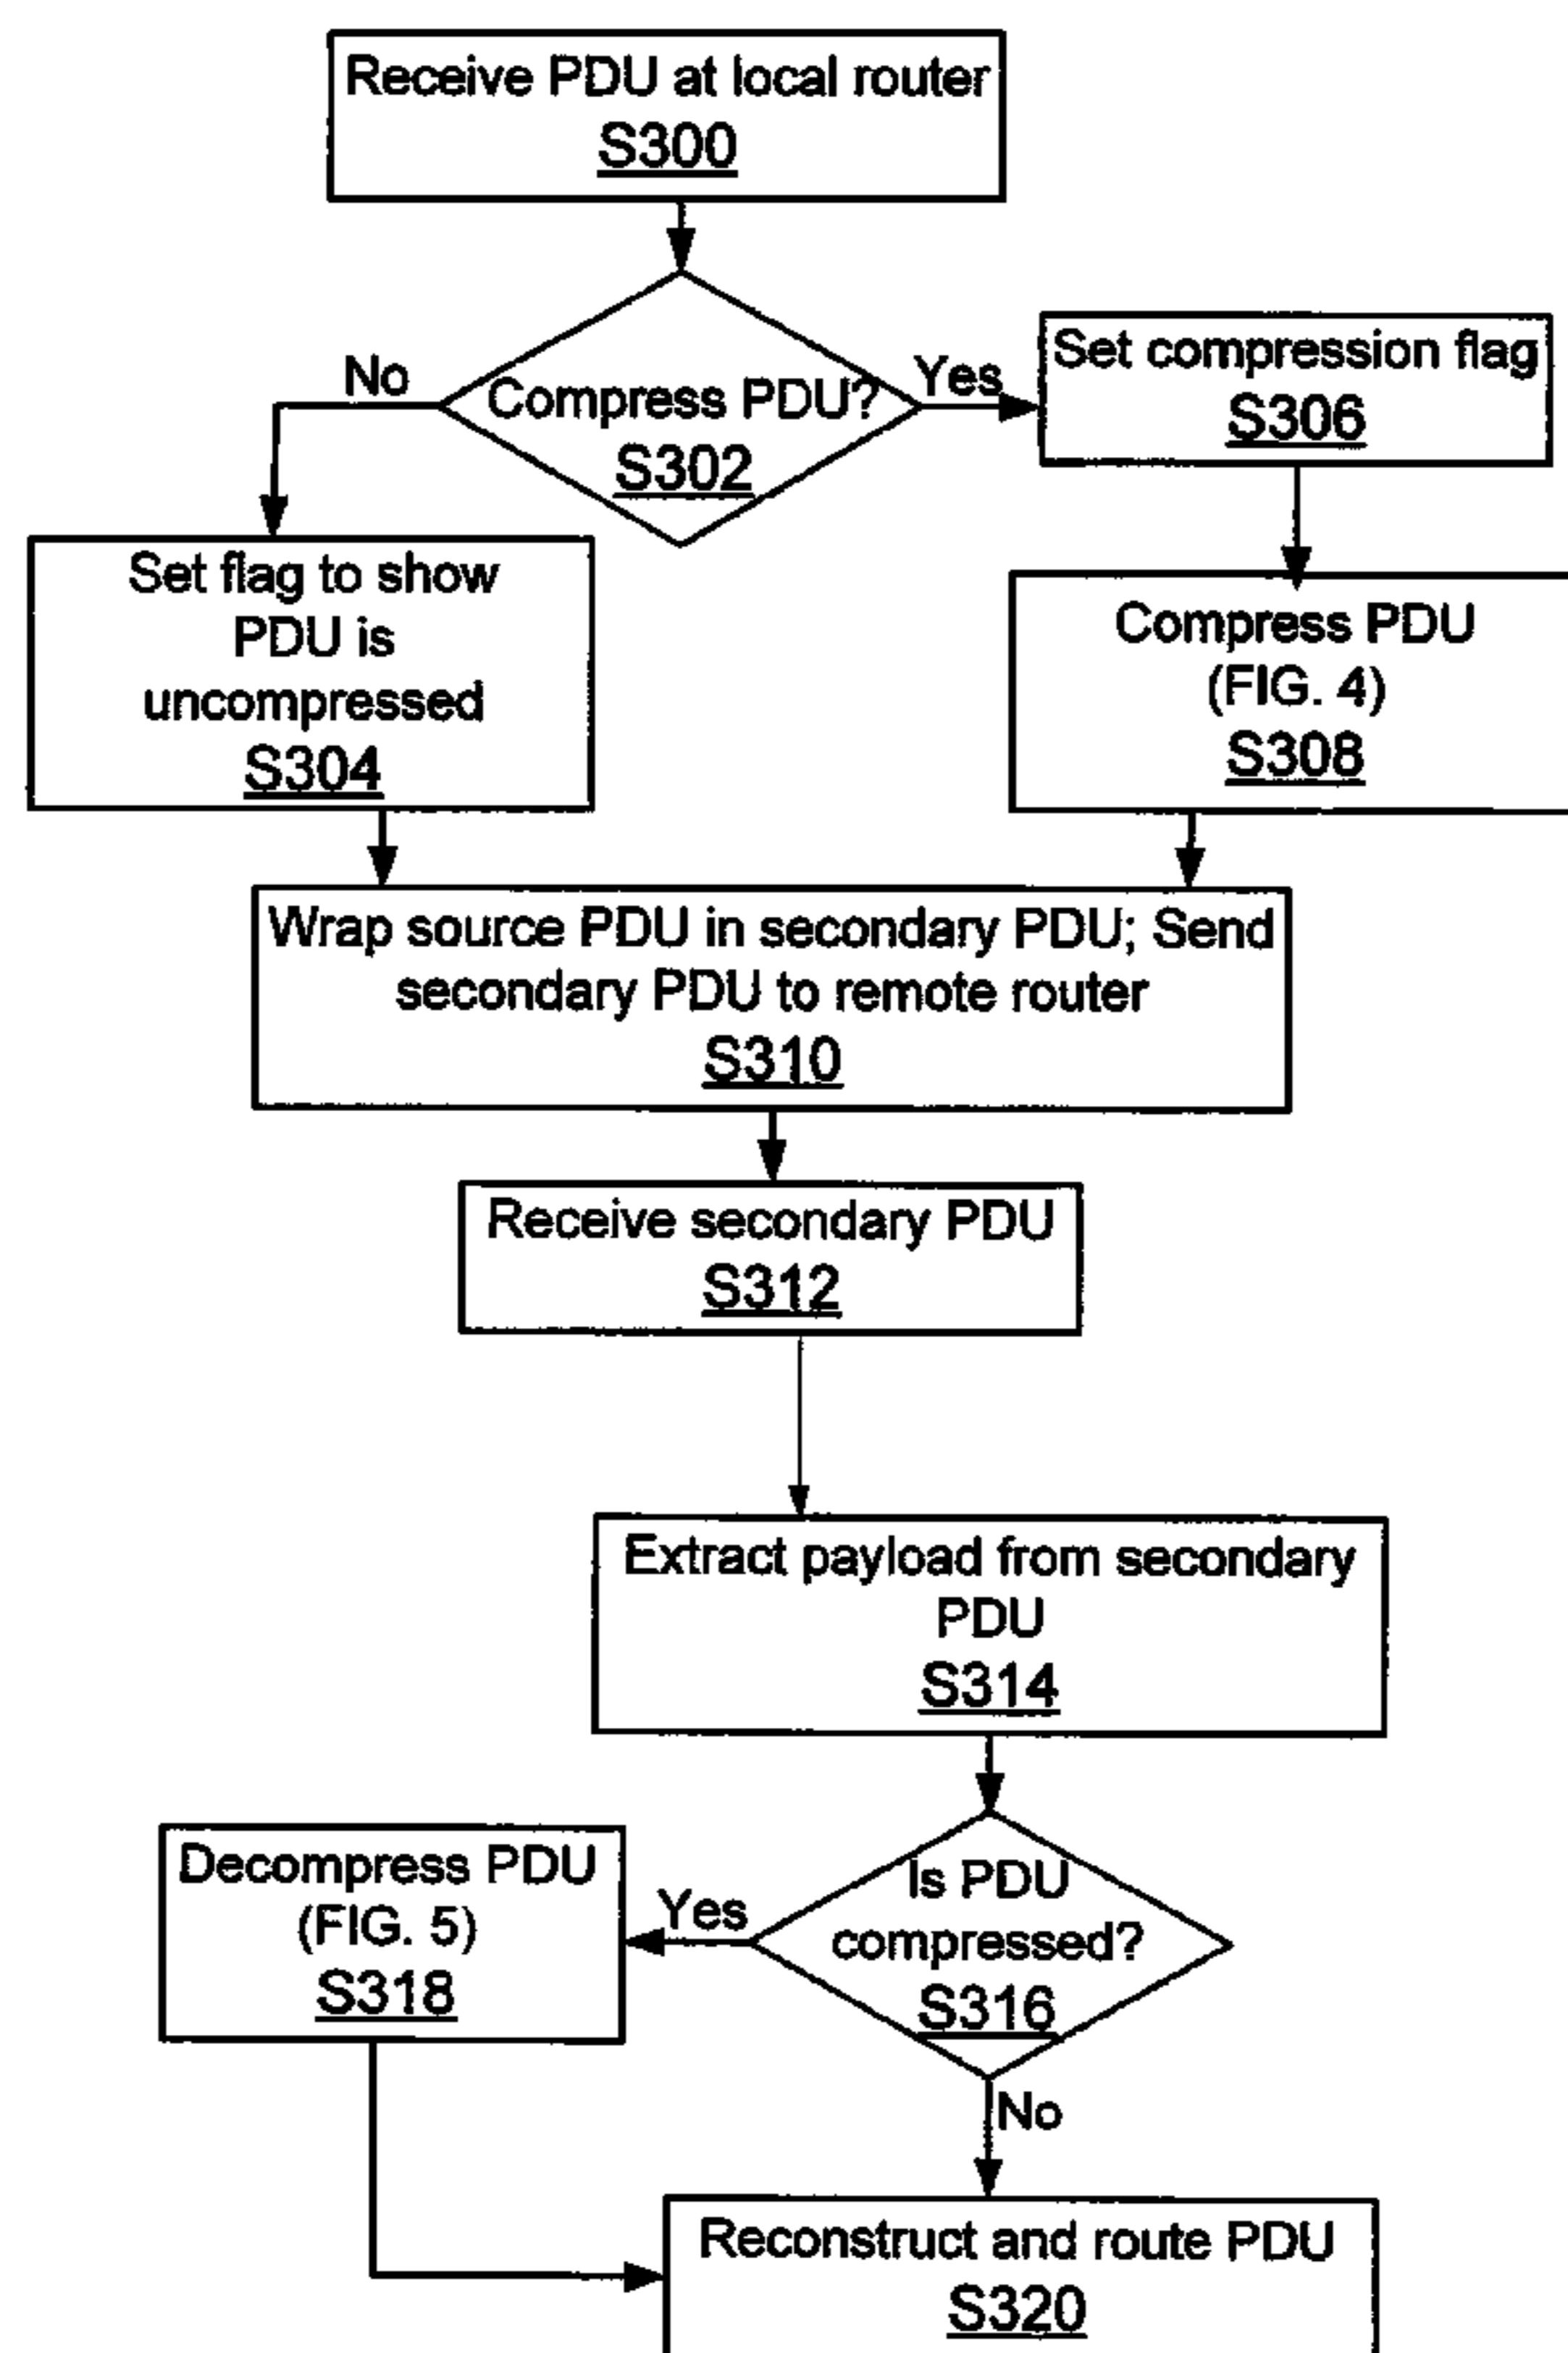 Receive PDU at local router
S300
No
Compress PDU?
S302
Yes
Set compression flag
S306
Set flag to show
PDU is
uncompressed
S304
Compress PDU
(FIG. 4)
S308
Wrap source PDU in secondary PDU; Send
secondary PDU to remote router
S310
Receive secondary PDU
S312
Extract payload from secondary
PDU
S314
Is PDU
compressed?
S316
Yes
Decompress PDU
(FIG. 5)
S318
No
Reconstruct and route PDU
S320